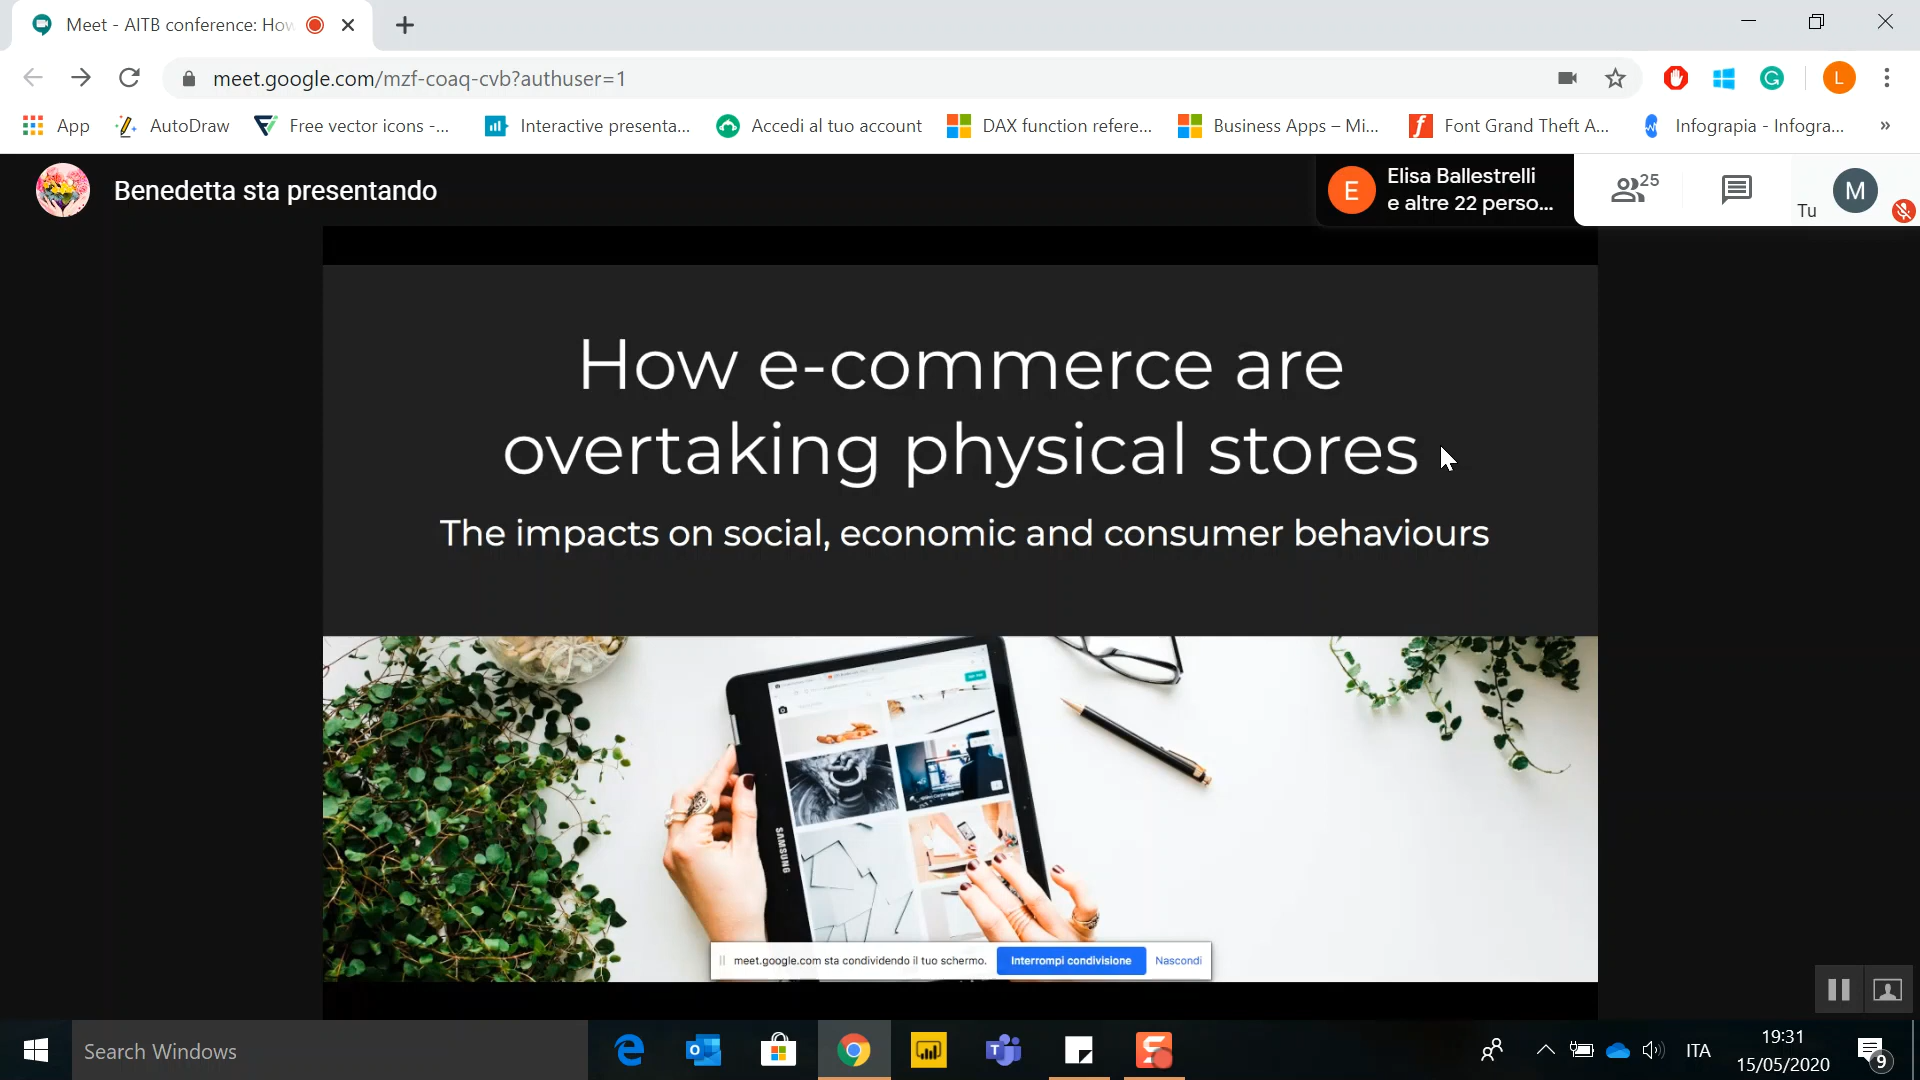 Meet - AITB conference: How
meet.google.com/mzf-coaq-cvb?authuser=1
L
App
AutoDraw
Free vector icons -...
Interactive presenta...
Accedi al tuo account
DAX function refere...
Business Apps – Mi...
Font Grand Theft A...
Infograpia - Infogra...
»
Benedetta sta presentando
E
Elisa Ballestrelli
e altre 22 perso...
25
Tu
M
How e-commerce are
overtaking physical stores
The impacts on social, economic and consumer behaviours
SAMSUNG
meet.google.com sta condividendo il tuo schermo.
Interrompi condivisione
Nascondi
Search Windows
ITA
19:31
15/05/2020
9